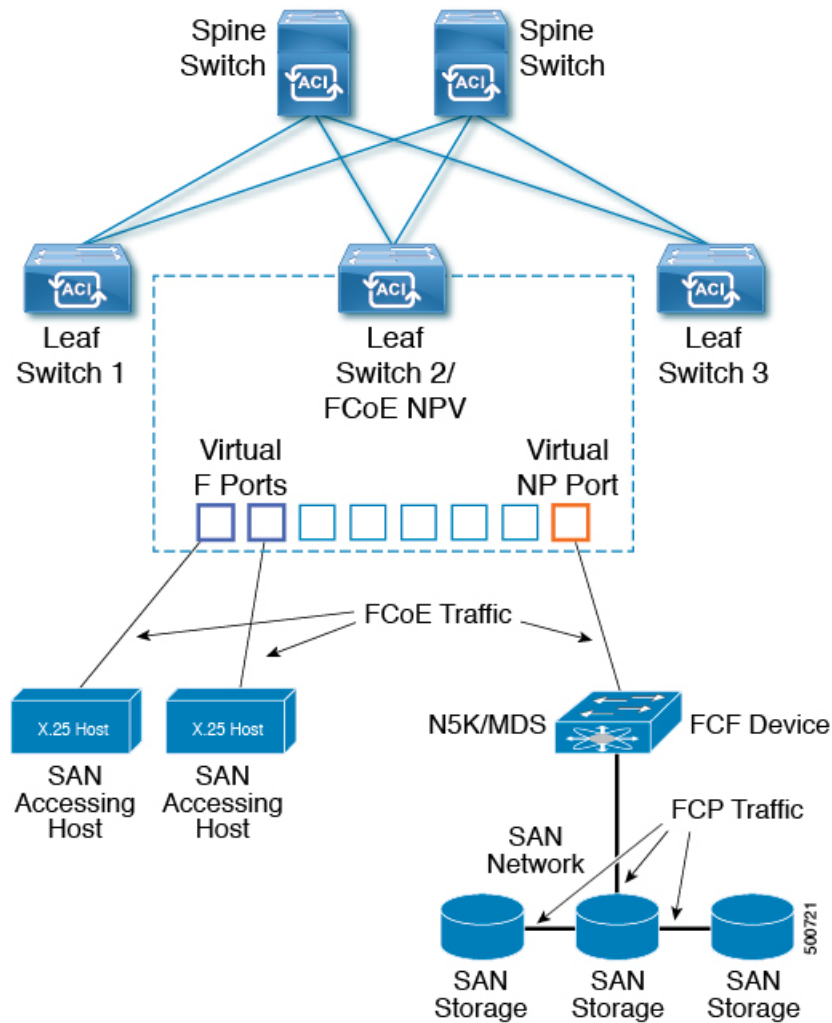 Spine
Switch
Spine
Switch
ACI
ACI
ACI
ACI
ACI
Leaf
Switch 1
Leaf
Switch 2/
FCoE NPV
Leaf
Switch 3
Virtual
F Ports
Virtual
NP Port
FCoE Traffic
X.25 Host
X.25 Host
N5K/MDS
FCF Device
SAN
Accessing
Host
SAN
Accessing
Host
FCP Traffic
SAN
Network
SAN
Storage
SAN
Storage
SAN
Storage
500721